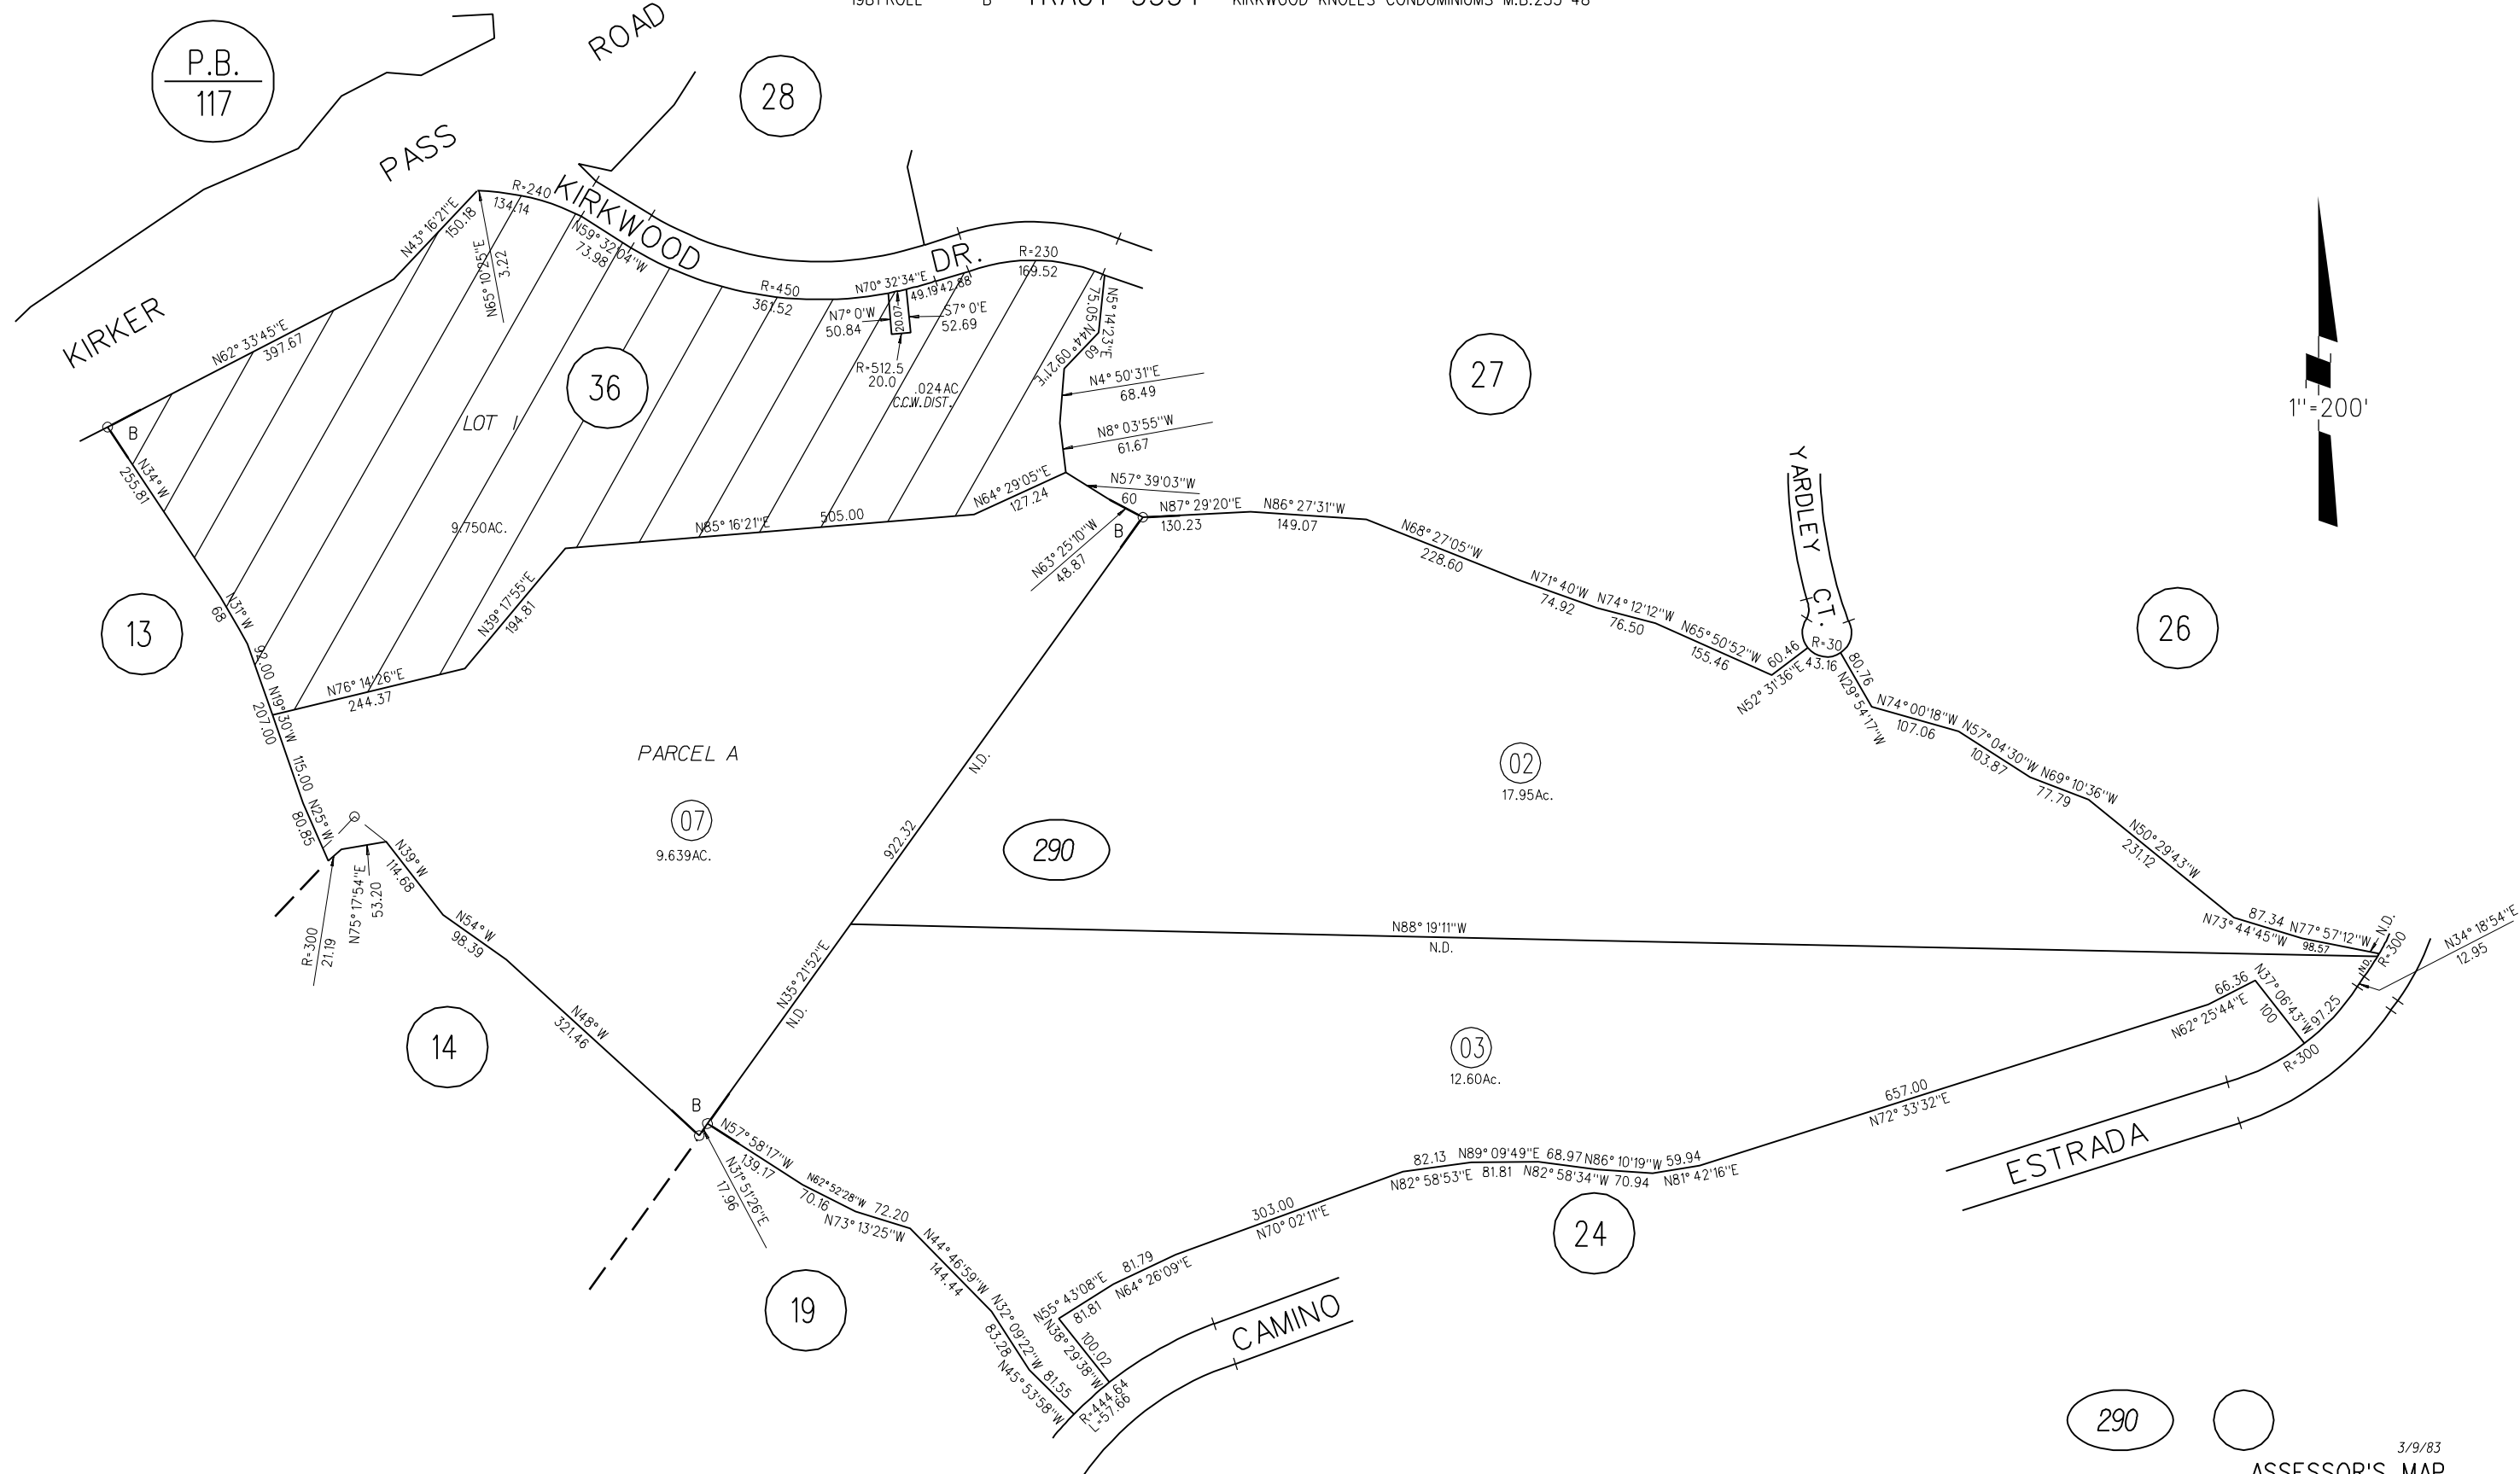 KIRKWOOD KNOLLS CONDOMINIUMS M.B.235-48
P.B.
117
KIRKER
PASS
ROAD
28
KIRKWOOD
DR.
R=240
134.14
N43°16'21"E
150.18
N65°10'25"E
3.22
N59°32'04"W
73.98
R=450
361.52
N70°32'34"E
49.19
42.88
R=230
169.52
N62°33'45"E
397.67
N7°0'W
50.84
20.07
S7°0'E
52.69
R=512.5
20.0
.024AC
C.C.W.DIST.
N5°14'23"E
75.05
N44°09'21"E
60
N4°50'31"E
68.49
N8°03'55"W
61.67
36
LOT 1
9.750AC.
B
N34°W
255.81
N31°W
68
92.00
N19°30'W
207.00
115.00
N25°W
80.85
N76°14'26"E
244.37
N39°17'55"E
194.81
N85°16'21"E
505.00
N64°29'05"E
127.24
N57°39'03"W
60
N63°25'10"W
48.87
B
27
1"=200'
N87°29'20"E
130.23
N86°27'31"W
149.07
N68°27'05"W
228.60
N71°40'W
74.92
N74°12'12"W
76.50
N65°50'52"W
155.46
60.46
N52°31'36"E
YARDLEY CT.
R=30
43.16
80.76
N29°54'17"W
26
N74°00'18"W
107.06
N57°04'30"W
103.87
N69°10'36"W
77.79
N50°29'43"W
231.12
87.34
N73°44'45"W
N77°57'12"W
98.57
N.D.
R=300
N.D.
N34°18'54"E
12.95
13
PARCEL A
07
9.639AC.
N.D.
922.32
N35°21'52"E
N.D.
290
02
17.95Ac.
N88°19'11"W
N.D.
R=300
21.19
N75°17'54"E
53.20
N39°W
114.68
N54°W
98.39
N48°W
321.46
14
B
N31°51'26"E
17.96
N57°58'17"W
139.17
N62°52'28"W
70.16
72.20
N73°13'25"W
N44°46'59"W
144.44
N32°09'22"W
83.28
81.55
N45°53'58"W
19
03
12.60Ac.
N55°43'08"E
81.81
N38°29'38"W
100.02
R=444.64
L=57.66
81.79
N64°26'09"E
303.00
N70°02'11"E
82.13
N82°58'53"E
N89°09'49"E
81.81
68.97
N82°58'34"W
N86°10'19"W
70.94
59.94
N81°42'16"E
657.00
N72°33'32"E
66.36
N62°25'44"E
N37°06'43"W
100
97.25
R=300
24
CAMINO
ESTRADA
290
3/9/83
ASSESSOR'S MAP